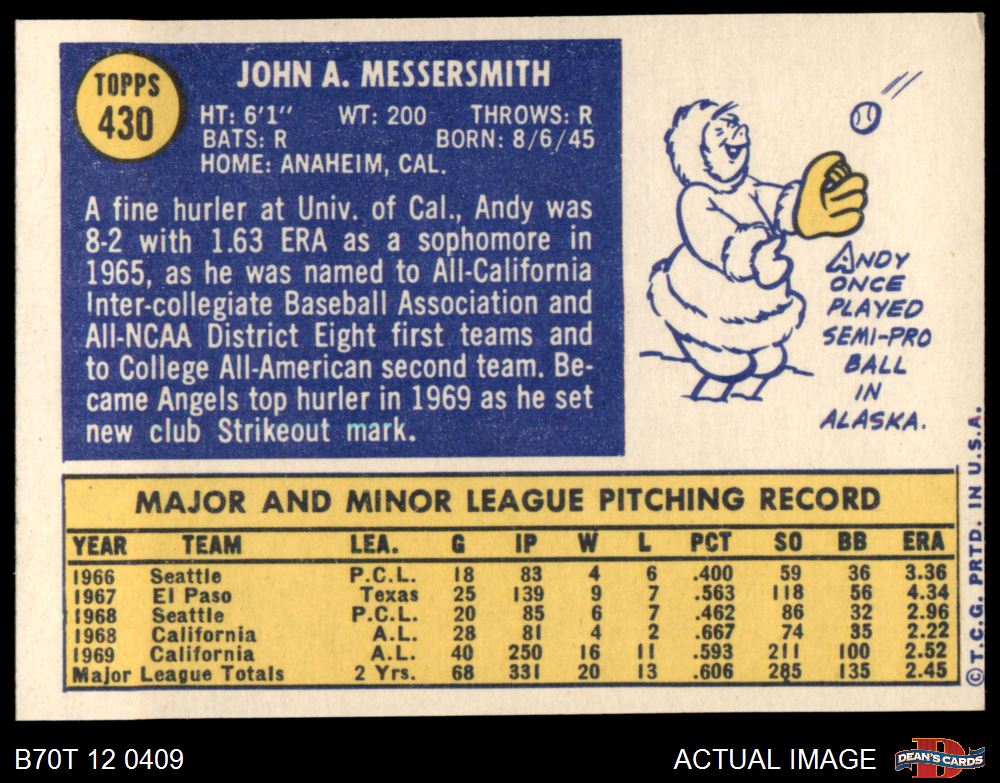 TOPPS
430
JOHN A. MESSERSMITH
HT: 6'1" WT: 200 THROWS: R
BATS: R BORN: 8/6/45
HOME: ANAHEIM, CAL.
A fine hurler at Univ. of Cal., Andy was
8-2 with 1.63 ERA as a sophomore in
1965, as he was named to All-California
Inter-collegiate Baseball Association and
All-NCAA District Eight first teams and
to College All-American second team. Be-
came Angels top hurler in 1969 as he set
new club Strikeout mark.
ANDY
ONCE
PLAYED
SEMI-PRO
BALL
IN
ALASKA.
MAJOR AND MINOR LEAGUE PITCHING RECORD
YEAR TEAM LEA. G IP W L PCT SO BB ERA
1966 Seattle P.C.L. 18 83 4 6 .400 59 36 3.36
1967 El Paso Texas 25 139 9 7 .563 118 56 4.34
1968 Seattle P.C.L. 20 85 6 7 .462 86 32 2.96
1968 California A.L. 28 81 4 2 .667 74 35 2.22
1969 California A.L. 40 250 16 11 .593 211 100 2.52
Major League Totals 2 Yrs. 68 331 20 13 .606 285 135 2.45
©T.C.G. PRTD. IN U.S.A.
B70T 12 0409
ACTUAL IMAGE
D
DEAN'S CARDS